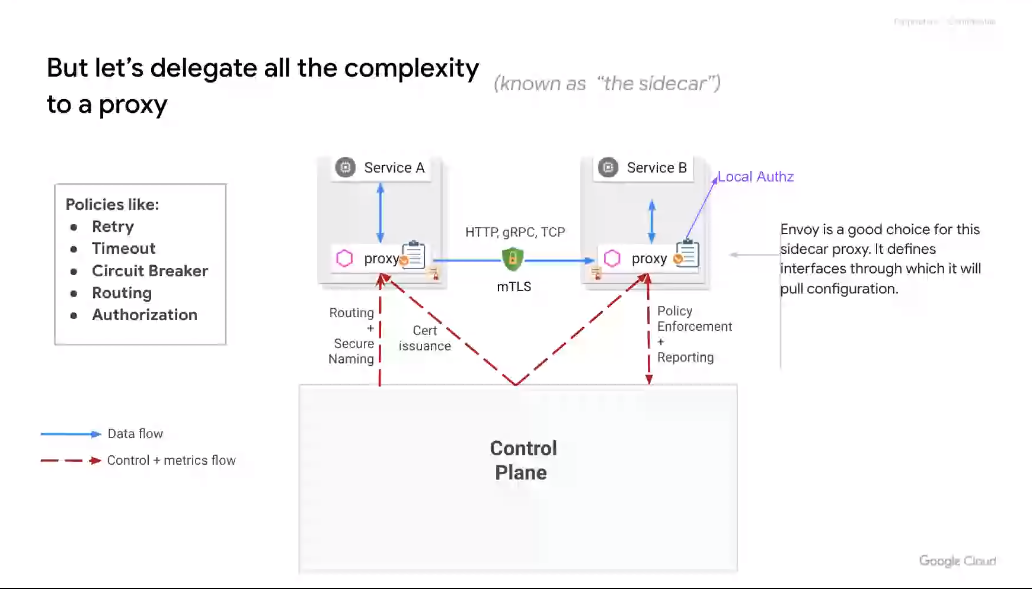 But let's delegate all the complexity
to a proxy
(known as “the sidecar”)
Service A
Service B
Local Authz
Policies like:
Retry
Timeout
Circuit Breaker
Routing
Authorization
HTTP, gRPC, TCP
proxy
proxy
mTLS
Envoy is a good choice for this
sidecar proxy. It defines
interfaces through which it will
pull configuration.
Routing
+
Secure
Naming
Cert
issuance
Policy
Enforcement
+
Reporting
Data flow
Control + metrics flow
Control
Plane
Google Cloud